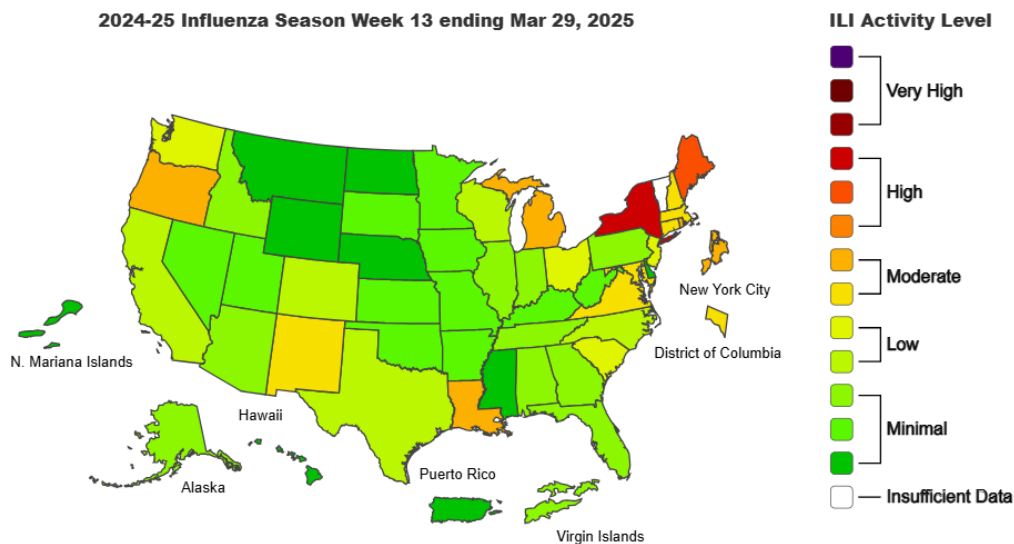 2024-25 Influenza Season Week 13 ending Mar 29, 2025
ILI Activity Level
Very High
High
Moderate
New York City
Low
District of Columbia
N. Mariana Islands
Hawaii
Minimal
Puerto Rico
Alaska
Insufficient Data
Virgin Islands